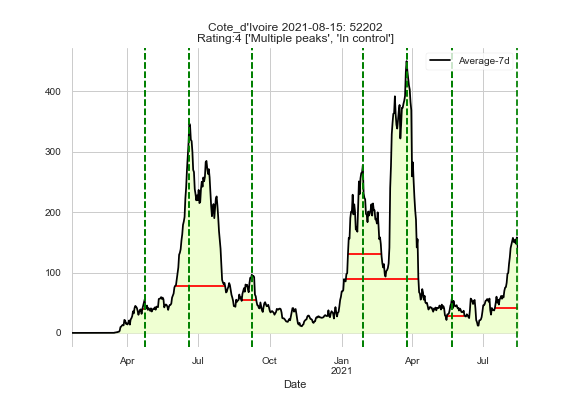 Cote_d'Ivoire 2021-08-15: 52202
Rating:4 ['Multiple peaks', 'In control']
Average-7d
400
300
200
100
0
Apr
Jul
Oct
Jan
2021
Apr
Jul
Date